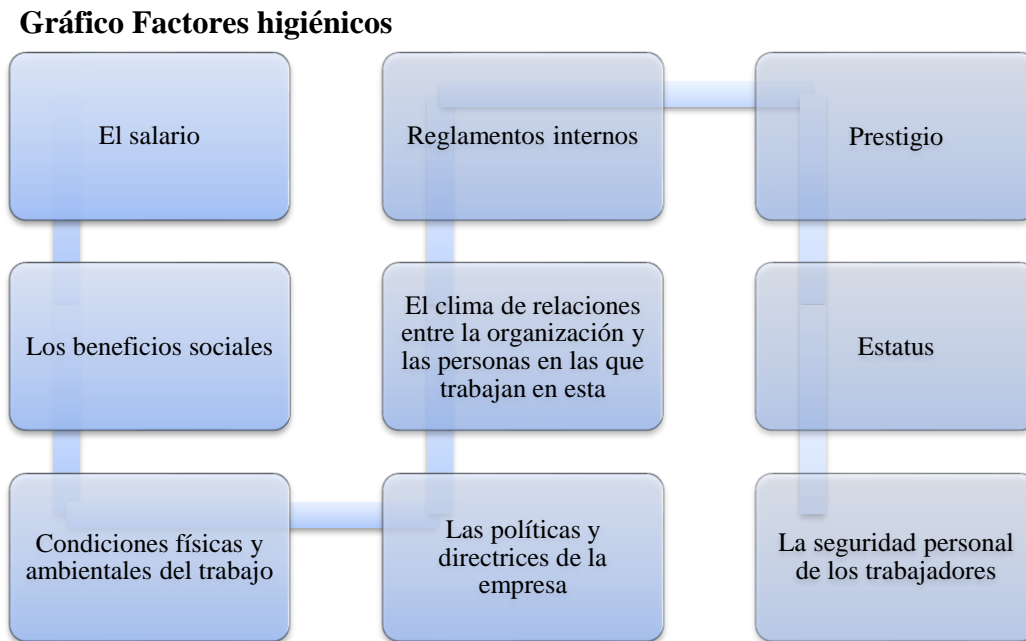 Gráfico Factores higiénicos
El salario
Los beneficios sociales
Condiciones físicas y
ambientales del trabajo
Las políticas y
directrices de la
empresa
El clima de relaciones
entre la organización y
las personas en las que
trabajan en esta
Reglamentos internos
Prestigio
Estatus
La seguridad personal
de los trabajadores